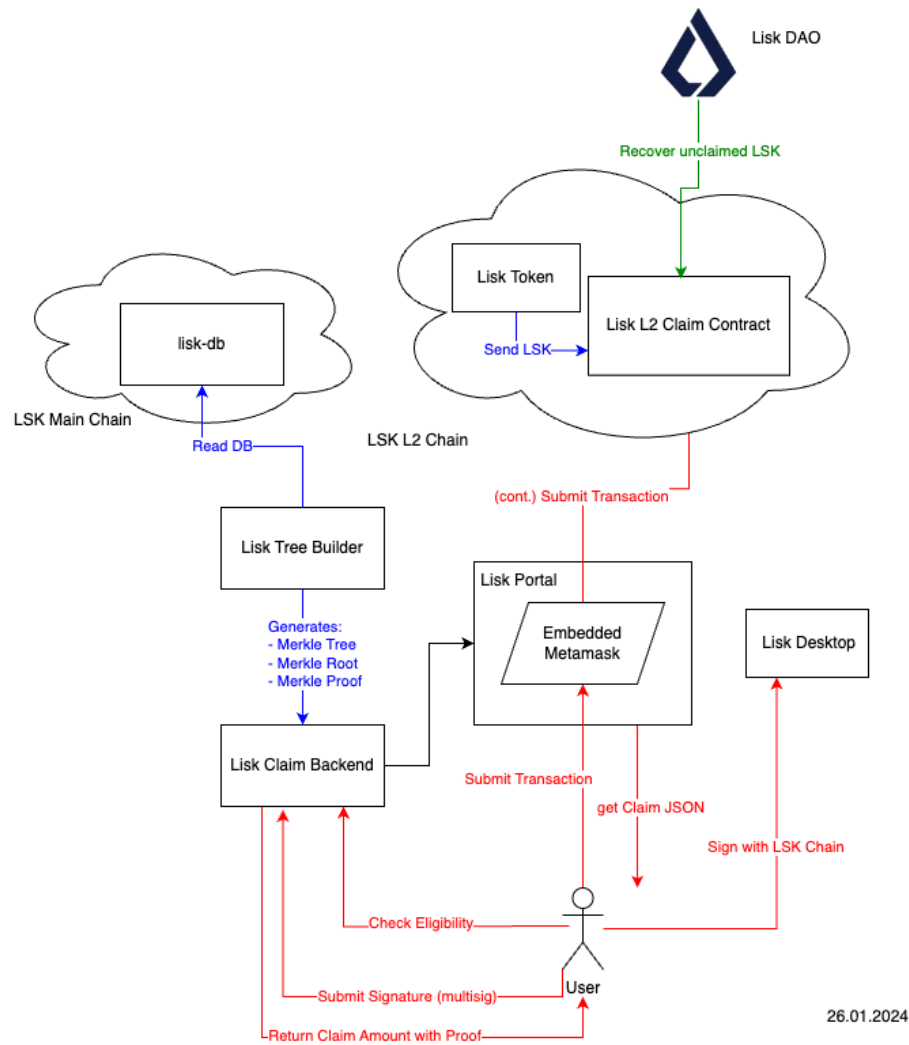 Lisk DAO
Recover unclaimed LSK
Lisk Token
Lisk L2 Claim Contract
Send LSK
lisk-db
LSK Main Chain
LSK L2 Chain
Read DB
(cont.) Submit Transaction
Lisk Tree Builder
Lisk Portal
Embedded
Metamask
Lisk Desktop
Generates:
- Merkle Tree
- Merkle Root
- Merkle Proof
Lisk Claim Backend
Submit Transaction
get Claim JSON
Sign with LSK Chain
Check Eligibility
User
Submit Signature (multisig)
26.01.2024
Return Claim Amount with Proof